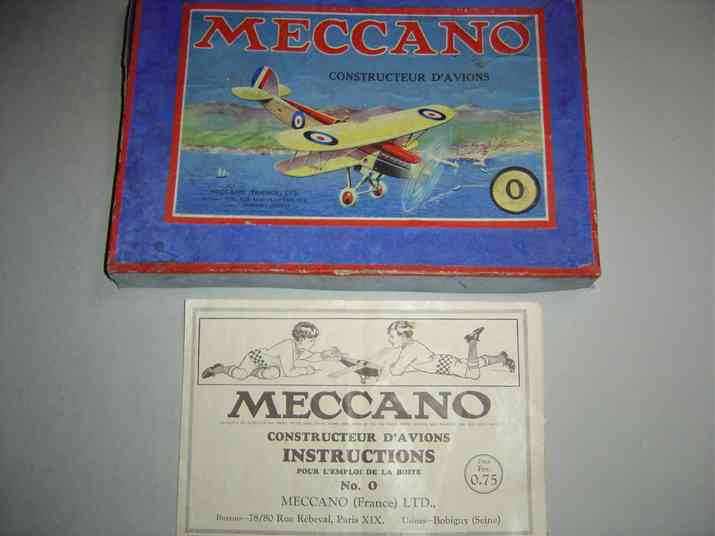 MECCANO
CONSTRUCTEUR D'AVIONS
MECCANO (FRANCE) LTD.
O
MECCANO
CONSTRUCTEUR D'AVIONS
INSTRUCTIONS
POUR L'EMPLOI DE LA BOITE
No. O
Prix
Frs.
0.75
MECCANO (France) LTD.,
Bureau—78/80 Rue Rébeval, Paris XIX. Usines—Bobigny (Seine)